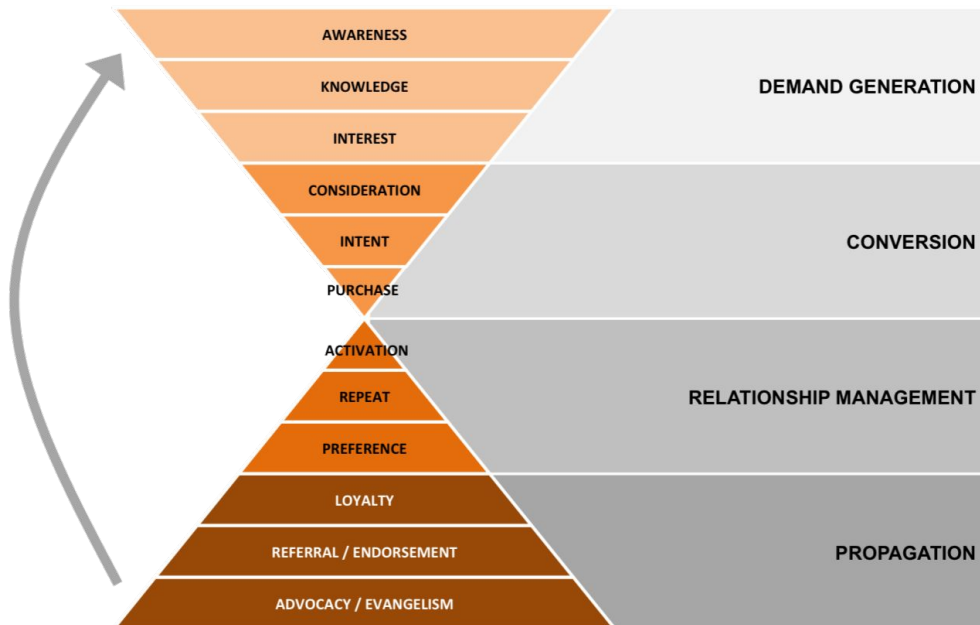 AWARENESS
KNOWLEDGE
INTEREST
DEMAND GENERATION
CONSIDERATION
INTENT
PURCHASE
CONVERSION
ACTIVATION
REPEAT
PREFERENCE
RELATIONSHIP MANAGEMENT
LOYALTY
REFERRAL / ENDORSEMENT
ADVOCACY / EVANGELISM
PROPAGATION